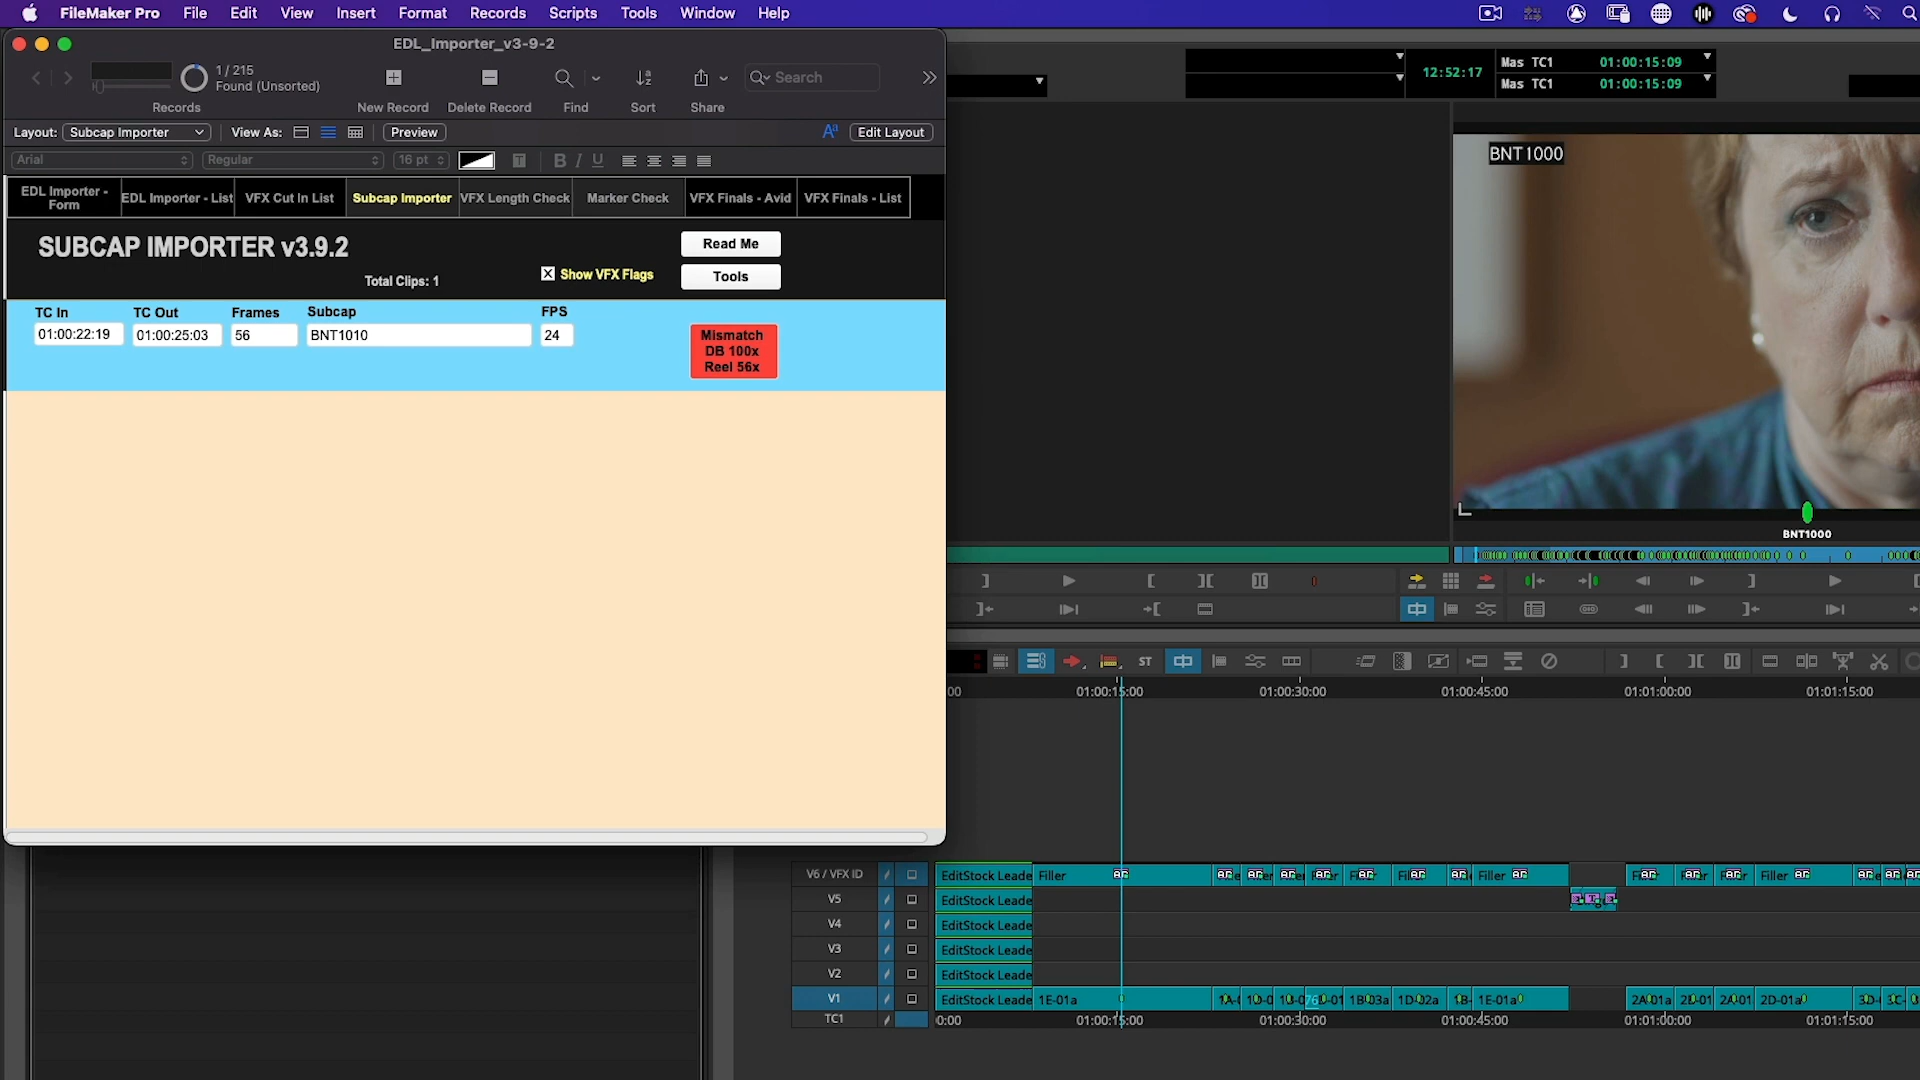 FileMaker Pro File Edit View Insert Format Records Scripts Tools Window Help
EDL_Importer_v3-9-2
1 / 215
Found (Unsorted)
Search
Records New Record Delete Record Find Sort Share
Layout: Subcap Importer View As: Preview Edit Layout
Arial Regular 16 pt B I U
EDL Importer - Form
EDL Importer - List
VFX Cut In List
Subcap Importer
VFX Length Check
Marker Check
VFX Finals - Avid
VFX Finals - List
SUBCAP IMPORTER v3.9.2
Read Me
Total Clips: 1
Show VFX Flags
Tools
TC In TC Out Frames Subcap FPS
01:00:22:19 01:00:25:03 56 BNT1010 24
Mismatch
DB 100x
Reel 56x
12:52:17
Mas TC1 01:00:15:09
Mas TC1 01:00:15:09
BNT1000
BNT1000
ST
00 01:00:15:00 01:00:30:00 01:00:45:00 01:01:00:00 01:01:15:00
V6 / VFX ID EditStock Leade Filler Filler Filler
V5 EditStock Leade
V4 EditStock Leade
V3 EditStock Leade
V2 EditStock Leade
V1 EditStock Leade 1E-01a 1D-02a 1E-01a 2A-01a 2D-01a
TC1 0:00 01:00:15:00 01:00:30:00 01:00:45:00 01:01:00:00 01:01:15:00